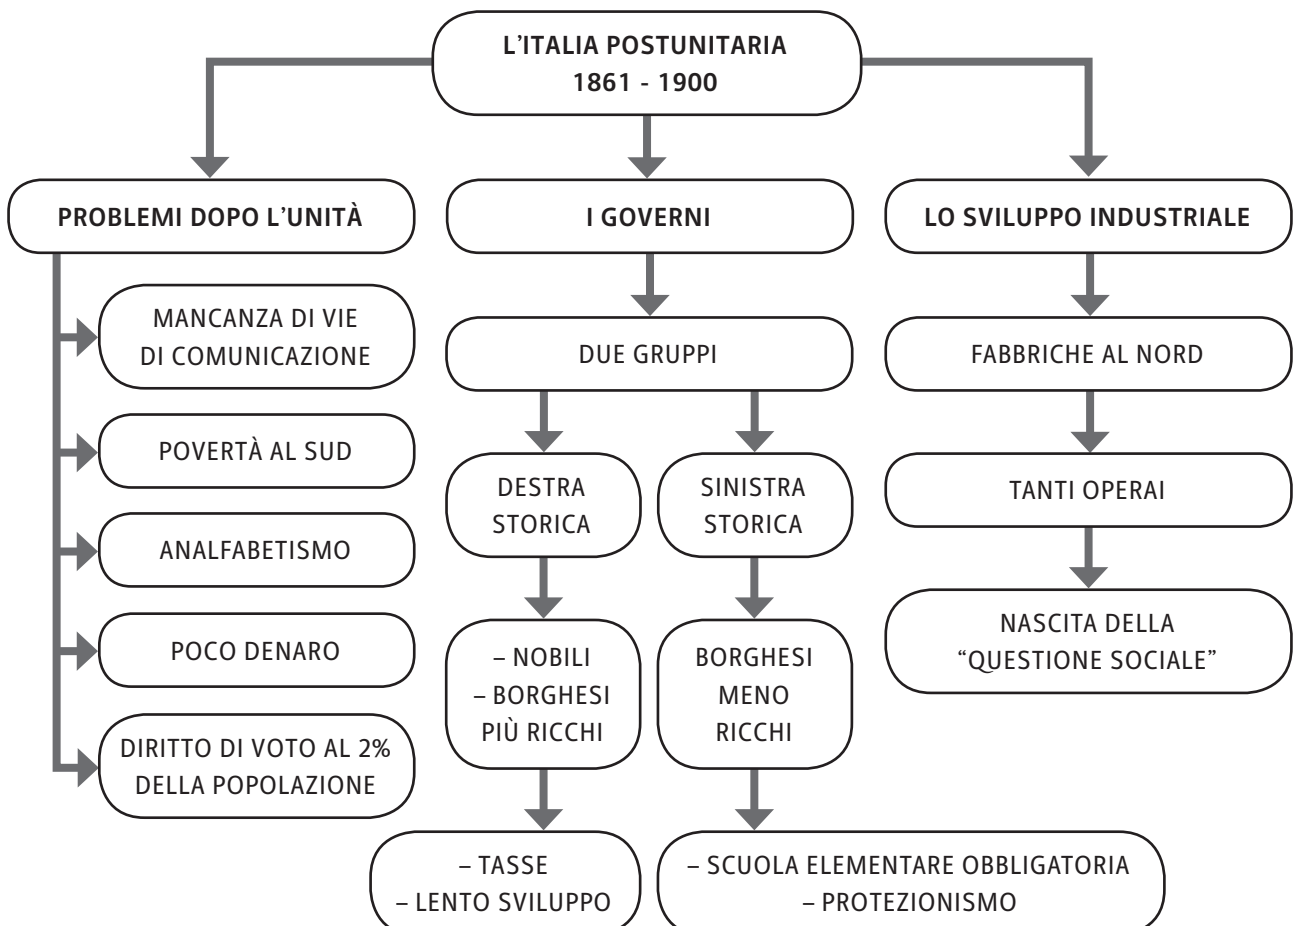 L'ITALIA POSTUNITARIA
1861 - 1900
PROBLEMI DOPO L'UNITÀ
MANCANZA DI VIE
DI COMUNICAZIONE
POVERTÀ AL SUD
ANALFABETISMO
POCO DENARO
DIRITTO DI VOTO AL 2%
DELLA POPOLAZIONE
I GOVERNI
DUE GRUPPI
DESTRA
STORICA
– NOBILI
– BORGHESI
PIÙ RICCHI
– TASSE
– LENTO SVILUPPO
SINISTRA
STORICA
BORGHESI
MENO
RICCHI
– SCUOLA ELEMENTARE OBBLIGATORIA
– PROTEZIONISMO
LO SVILUPPO INDUSTRIALE
FABBRICHE AL NORD
TANTI OPERAI
NASCITA DELLA
“QUESTIONE SOCIALE”